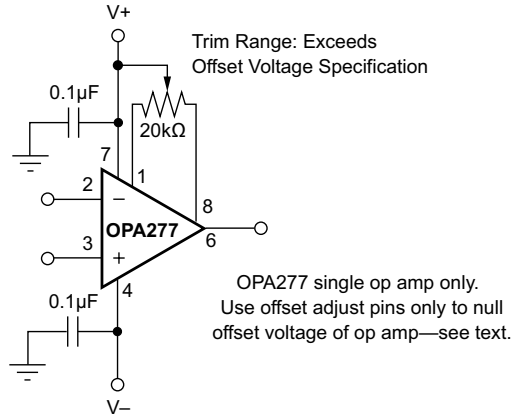 V+
Trim Range: Exceeds
Offset Voltage Specification
0.1µF
20kΩ
7
1
2
−
8
OPA277
6
3
+
4
0.1µF
OPA277 single op amp only.
Use offset adjust pins only to null
offset voltage of op amp—see text.
V–